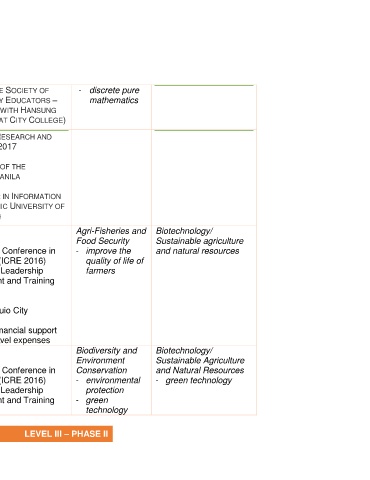 E SOCIETY OF
Y EDUCATORS –
WITH HANSUNG
AT CITY COLLEGE)
- discrete pure
mathematics
ESEARCH AND
2017
OF THE
ANILA
IN INFORMATION
IC UNIVERSITY OF
)
Conference in
(ICRE 2016)
Leadership
nt and Training
uio City
nancial support
avel expenses
Agri-Fisheries and
Food Security
- improve the
quality of life of
farmers
Biotechnology/
Sustainable agriculture
and natural resources
Conference in
(ICRE 2016)
Leadership
nt and Training
Biodiversity and
Environment
Conservation
- environmental
protection
- green
technology
Biotechnology/
Sustainable Agriculture
and Natural Resources
- green technology
LEVEL III – PHASE II